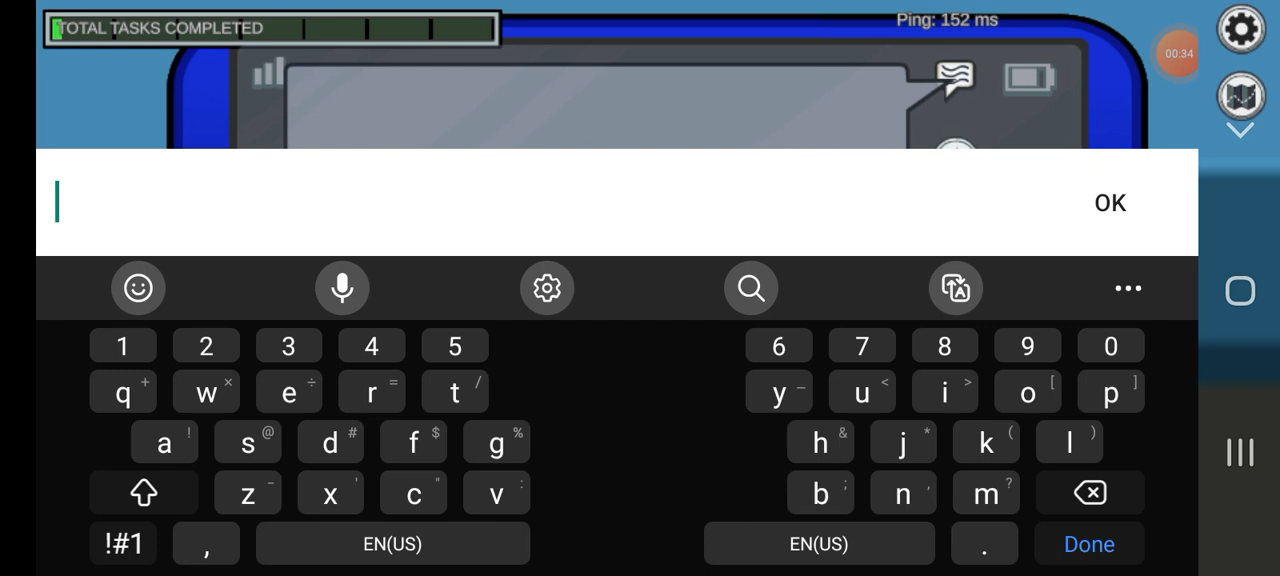 TOTAL TASKS COMPLETED
Ping: 152 ms
00:34
OK
1 2 3 4 5 6 7 8 9 0
q + w × e ÷ r = t / y – u < i > o [ p ]
a ! s @ d # f $ g % h & j * k ( l )
z - x ' c " v : b ; n , m ?
!#1 , EN(US) EN(US) . Done